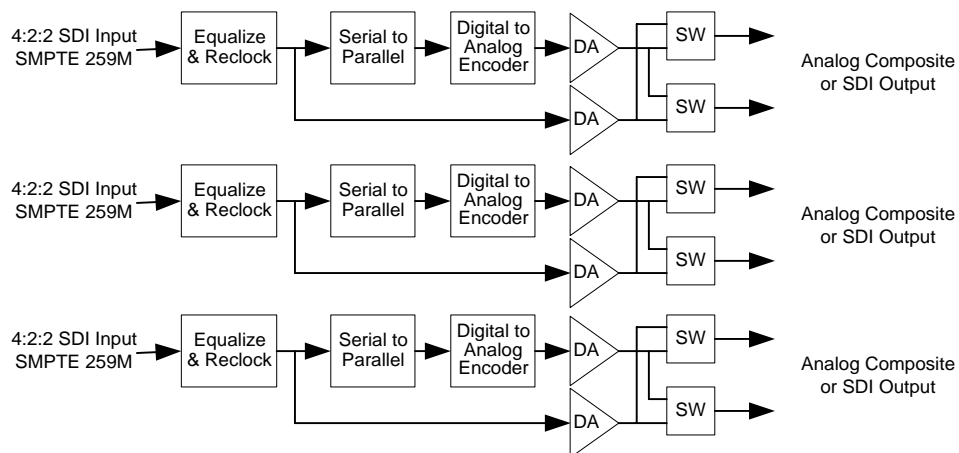 4:2:2 SDI Input
SMPTE 259M
Equalize
& Reclock
Serial to
Parallel
Digital to
Analog
Encoder
DA
DA
SW
SW
Analog Composite
or SDI Output
4:2:2 SDI Input
SMPTE 259M
Equalize
& Reclock
Serial to
Parallel
Digital to
Analog
Encoder
DA
DA
SW
SW
Analog Composite
or SDI Output
4:2:2 SDI Input
SMPTE 259M
Equalize
& Reclock
Serial to
Parallel
Digital to
Analog
Encoder
DA
DA
SW
SW
Analog Composite
or SDI Output